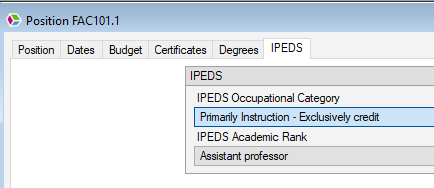 Position FAC101.1
Position Dates Budget Certificates Degrees IPEDS
IPEDS
IPEDS Occupational Category
Primarily Instruction - Exclusively credit
IPEDS Academic Rank
Assistant professor